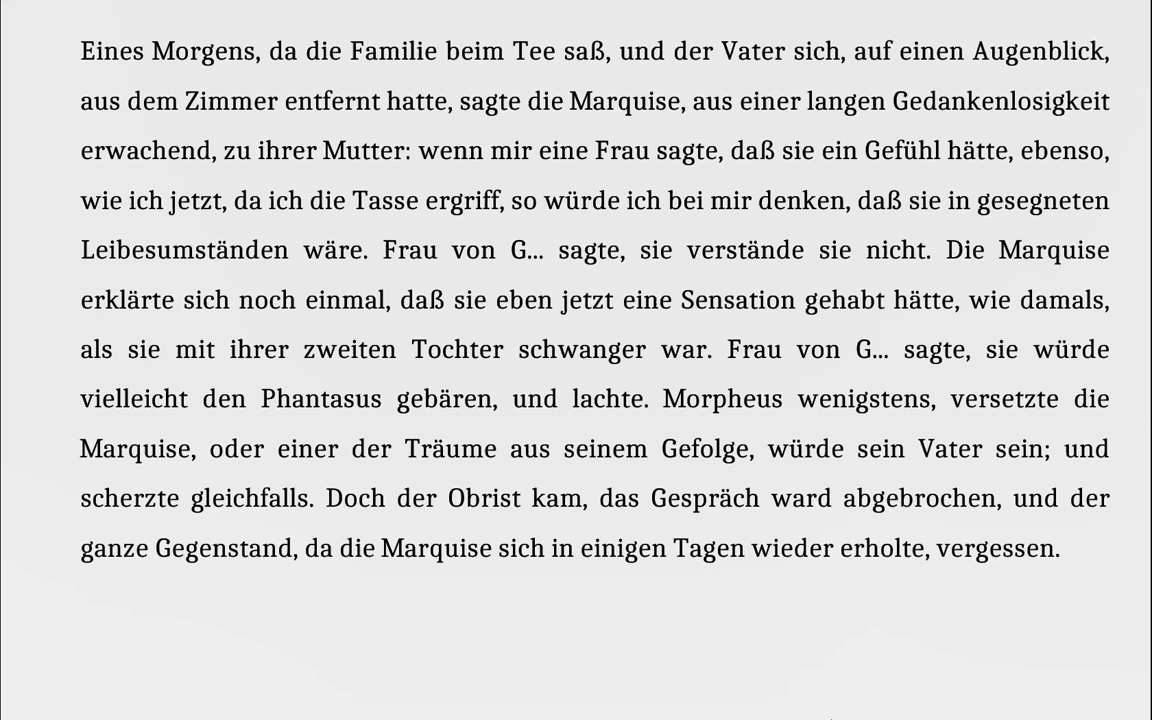 Eines Morgens, da die Familie beim Tee saß, und der Vater sich, auf einen Augenblick,
aus dem Zimmer entfernt hatte, sagte die Marquise, aus einer langen Gedankenlosigkeit
erwachend, zu ihrer Mutter: wenn mir eine Frau sagte, daß sie ein Gefühl hätte, ebenso,
wie ich jetzt, da ich die Tasse ergriff, so würde ich bei mir denken, daß sie in gesegneten
Leibesumständen wäre. Frau von G... sagte, sie verstände sie nicht. Die Marquise
erklärte sich noch einmal, daß sie eben jetzt eine Sensation gehabt hätte, wie damals,
als sie mit ihrer zweiten Tochter schwanger war. Frau von G... sagte, sie würde
vielleicht den Phantasus gebären, und lachte. Morpheus wenigstens, versetzte die
Marquise, oder einer der Träume aus seinem Gefolge, würde sein Vater sein; und
scherzte gleichfalls. Doch der Obrist kam, das Gespräch ward abgebrochen, und der
ganze Gegenstand, da die Marquise sich in einigen Tagen wieder erholte, vergessen.